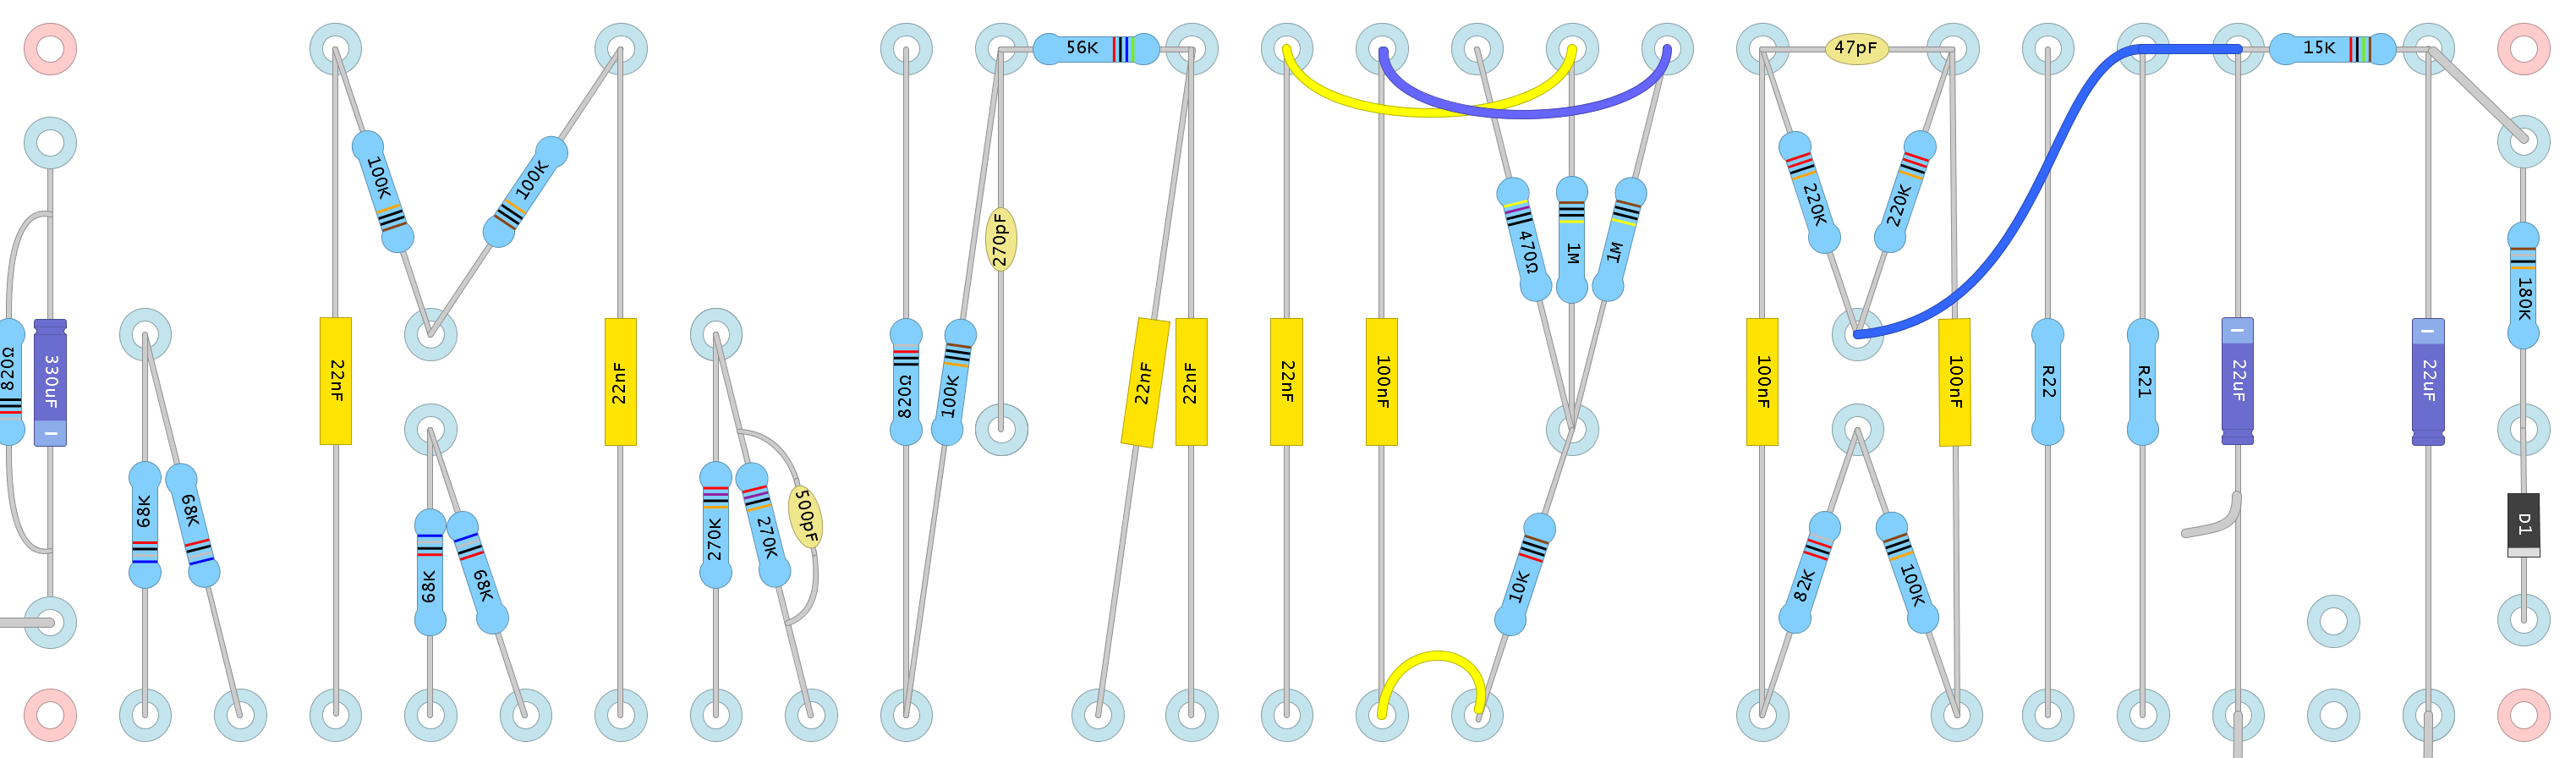 820Ω
330uF
68K
68K
22nF
100K
100K
68K
68K
22nF
270K
270K
500pF
820Ω
100K
270pF
56K
22nF
22nF
22nF
100nF
470Ω
1M
1M
10K
47pF
100nF
220K
220K
100nF
82K
100K
R22
R21
22uF
15K
22uF
180K
D1